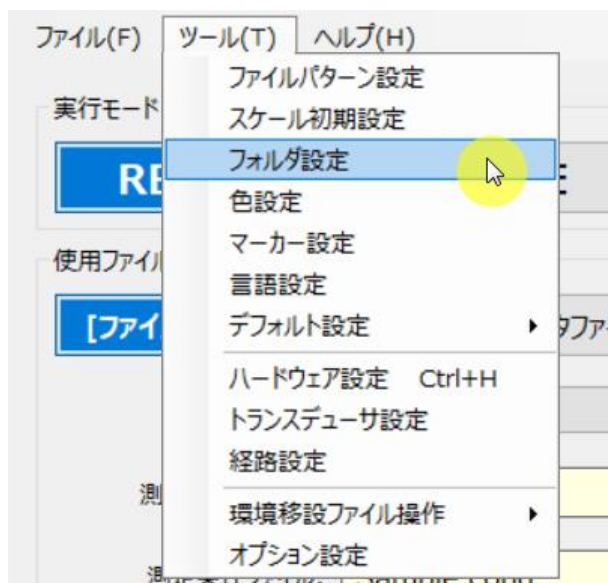 ファイル(F) ツール(T) ヘルプ(H)
ファイルパターン設定
実行モード
スケール初期設定
フォルダ設定
色設定
マーカー設定
使用ファイル
言語設定
[ファイ
デフォルト設定
タファ
ハードウェア設定 Ctrl+H
トランスデューサ設定
経路設定
測
環境移設ファイル操作
オプション設定